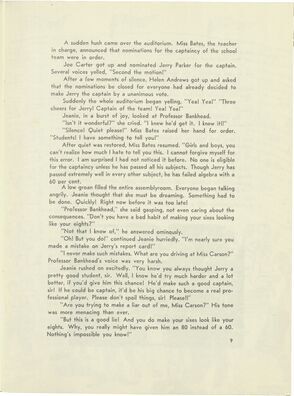 A sudden hush came over the auditorium. Miss Bates, the teacher
in charge, announced that nominations for the captaincy of the school
team were in order.
Joe Carter got up and nominated Jerry Parker for the captain.
Several voices yelled, "Second the motion!"
After a few moments of silence, Helen Andrews got up and asked
that the nominations be closed for everyone had already decided to
make Jerry the captain by a unanimous vote.
Suddenly the whole auditorium began yelling, "Yea! Yea!" "Three
cheers for Jerry! Captain of the team! Yea!"
Jeanie, in a burst of joy, looked at Professor Bankhead.
"Isn't it wonderful?" she cried. "I knew he'd get it. I knew it!!"
"Silence! Quiet please!" Miss Bates raised her hand for order.
"Students! I have something to tell you!"
After quiet was restored, Miss Bates resumed. "Girls and boys, you
can't realize how much I hate to tell you this. I cannot forgive myself for
this error. I am surprised I had not noticed it before. No one is eligible
for the captaincy unless he has passed all his subjects. Though Jerry has
passed extremely well in every other subject, he has failed algebra with a
60 per cent.
A low groan filled the entire assemblyroom. Everyone began talking
angrily. Jeanie thought that she must be dreaming. Something had to
be done. Quickly! Right now before it was too late!
"Professor Bankhead," she said gasping, not even caring about the
consequences. "Don't you have a bad habit of making your sixes looking
like your eights?"
"Not that I know of," he answered ominously.
"Oh! But you do!" continued Jeanie hurriedly. "I'm nearly sure you
made a mistake on Jerry's report card!"
"I never make such mistakes. What are you driving at Miss Carson?"
Professor Bankhead's voice was very harsh.
Jeanie rushed on excitedly. "You know you always thought Jerry a
pretty good student, sir. Well, I know he'd try much harder and a lot
better, if you'd give him this chance! He'd make such a good captain,
sir! If he could be captain, it'd be his big chance to become a real pro-
fessional player. Please don't spoil things, sir! Please!!"
"Are you trying to make a liar out of me, Miss Carson?" His tone
was more menacing than ever.
"But this is a good lie! And you do make your sixes look like your
eights. Why, you really might have given him an 80 instead of a 60.
Nothing's impossible you know!"
9